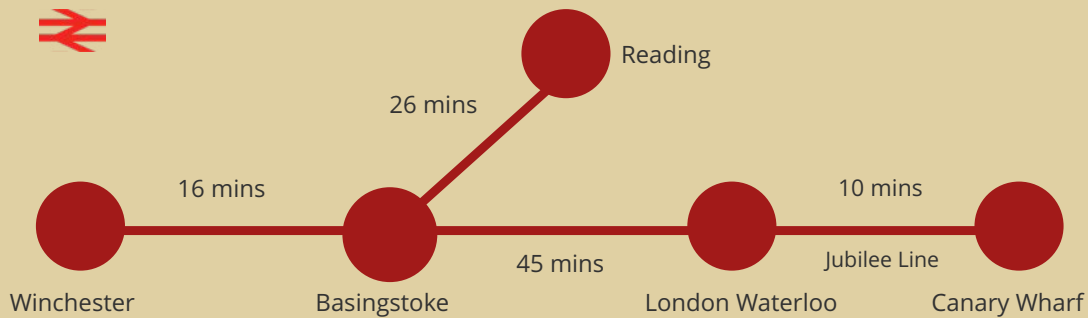 Reading
26 mins
16 mins
10 mins
45 mins
Jubilee Line
Winchester
Basingstoke
London Waterloo
Canary Wharf